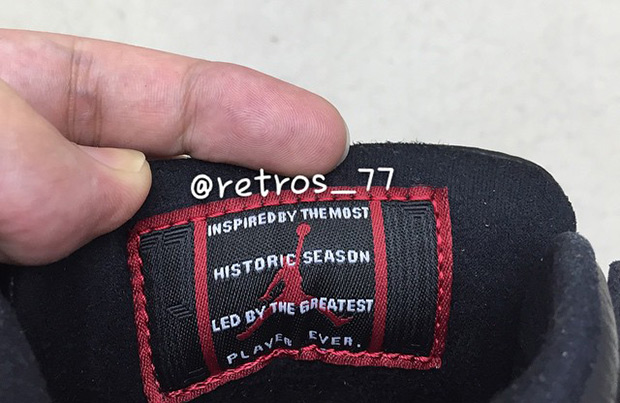 @retros_77
INSPIRED BY THE MOST
HISTORIC SEASON
LED BY THE GREATEST
PLAYER EVER.